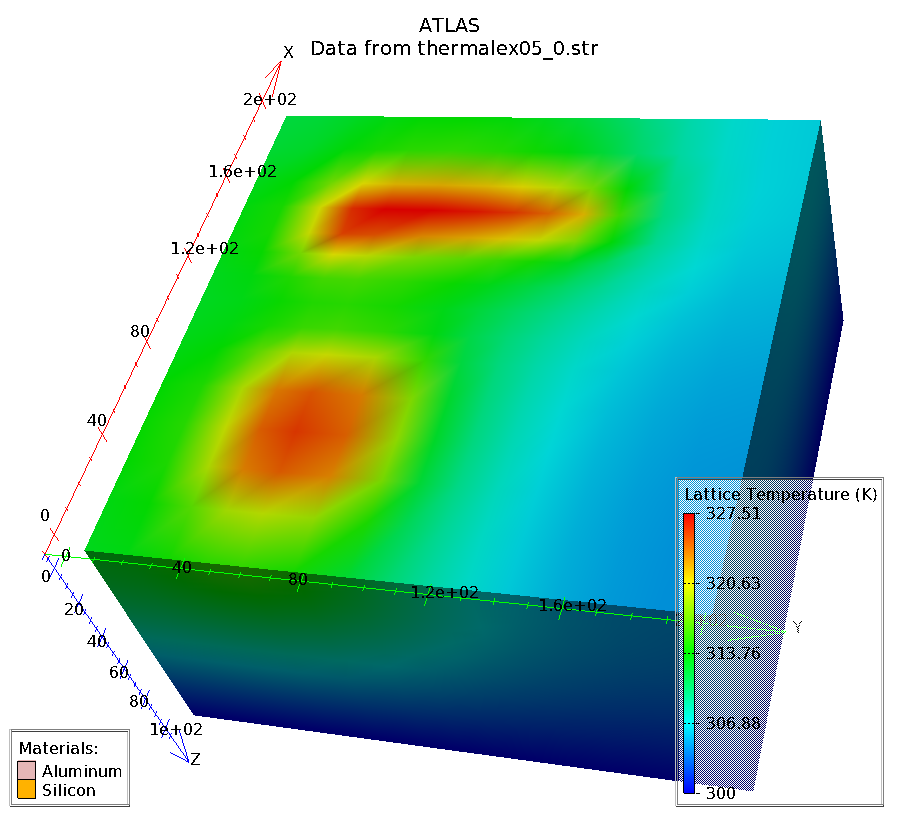 ATLAS
Data from thermalex05_0.str
X
2e+02
1.6e+02
1.2e+02
80
40
0
0
40
80
1.2e+02
1.6e+02
Y
0
20
40
60
80
1e+02
Z
Lattice Temperature (K)
327.51
320.63
313.76
306.88
300
Materials:
Aluminum
Silicon